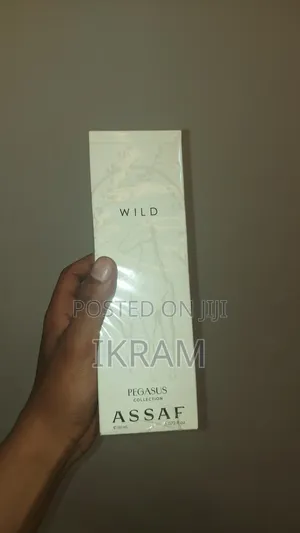 WILD
POSTED ON JIJI
IKRAM
PEGASUS
COLLECTION
ASSAF